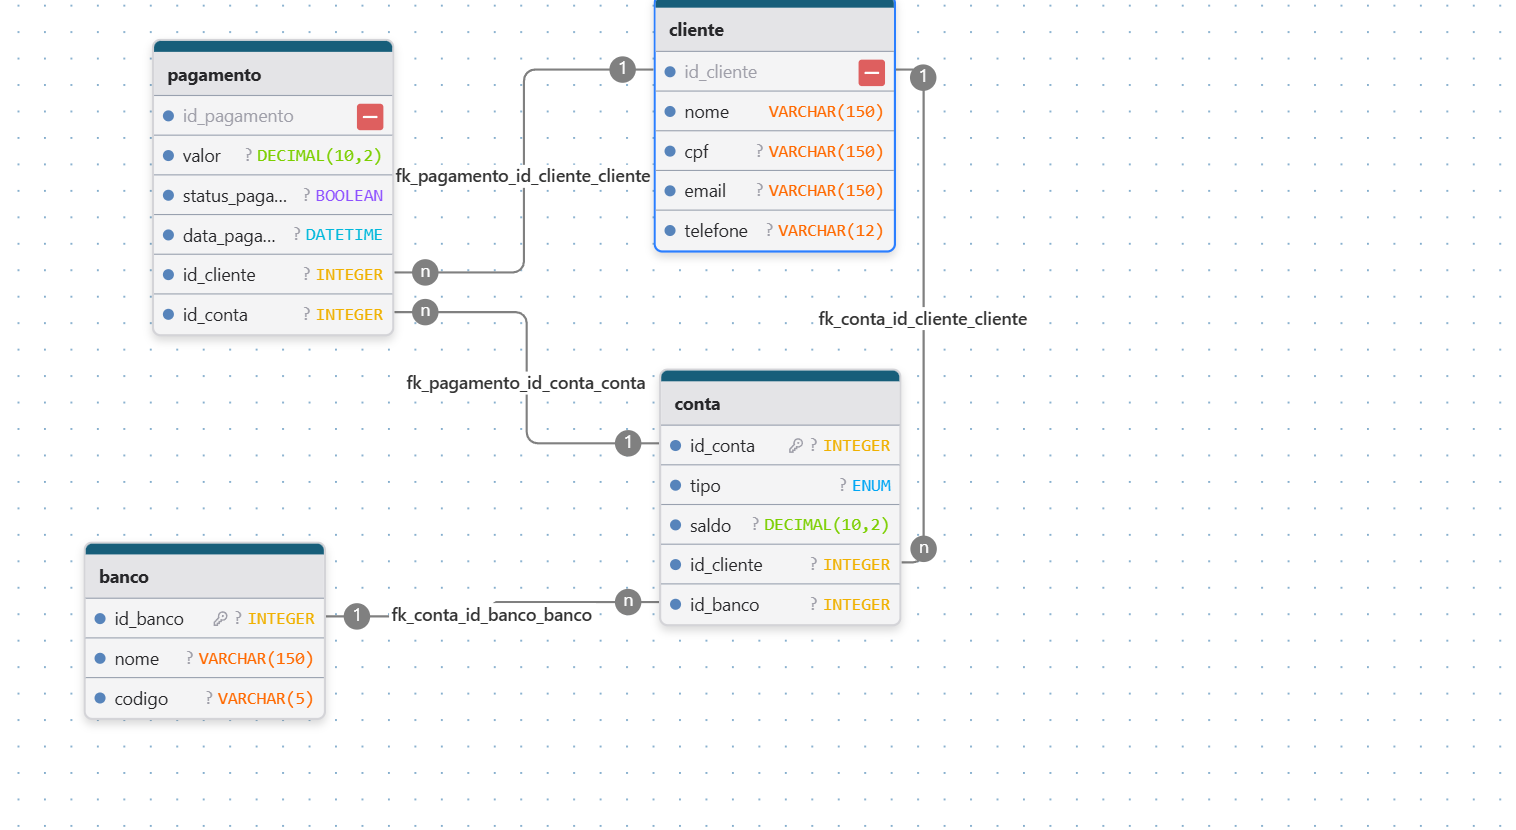 pagamento
id_pagamento
valor ? DECIMAL(10,2)
status_paga... ? BOOLEAN
data_paga... ? DATETIME
id_cliente ? INTEGER
id_conta ? INTEGER
n
n
1
fk_pagamento_id_cliente_cliente
cliente
id_cliente
nome VARCHAR(150)
cpf ? VARCHAR(150)
email ? VARCHAR(150)
telefone ? VARCHAR(12)
1
fk_conta_id_cliente_cliente
n
fk_pagamento_id_conta_conta
1
conta
id_conta ? INTEGER
tipo ? ENUM
saldo ? DECIMAL(10,2)
id_cliente ? INTEGER
id_banco ? INTEGER
banco
id_banco ? INTEGER
nome ? VARCHAR(150)
codigo ? VARCHAR(5)
1
fk_conta_id_banco_banco
n